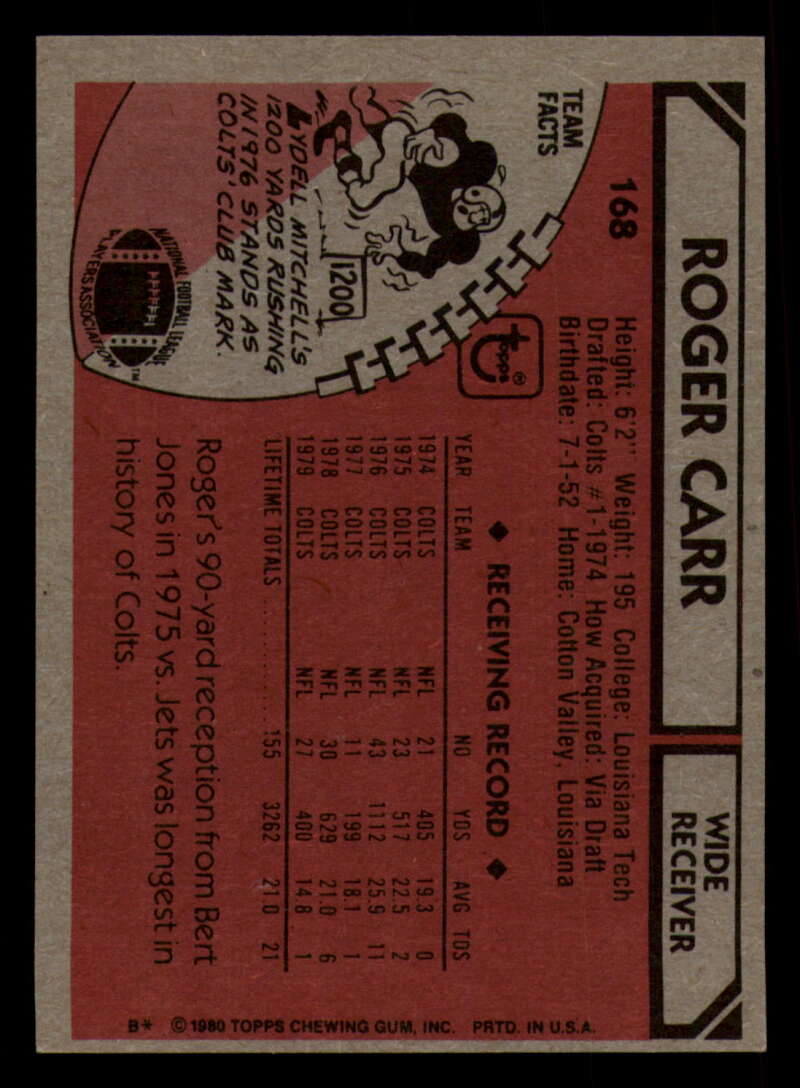 168
ROGER CARR
WIDE
RECEIVER
Height: 6'2" Weight: 195 College: Louisiana Tech
Drafted: Colts #1-1974 How Acquired: Via Draft
Birthdate: 7-1-52 Home: Cotton Valley, Louisiana
TEAM
FACTS
1200
LYDELL MITCHELL'S
1200 YARDS RUSHING
IN 1976 STANDS AS
COLTS' CLUB MARK.
NATIONAL FOOTBALL LEAGUE
PLAYERS ASSOCIATION
TM
Topps ®
◆ RECEIVING RECORD ◆
YEAR TEAM NO YDS AVG TDS
1974 COLTS NFL 21 405 19.3 0
1975 COLTS NFL 23 517 22.5 2
1976 COLTS NFL 43 1112 25.9 11
1977 COLTS NFL 11 199 18.1 1
1978 COLTS NFL 30 629 21.0 6
1979 COLTS NFL 27 400 14.8 1
LIFETIME TOTALS .......... 155 3262 21.0 21
Roger's 90-yard reception from Bert
Jones in 1975 vs. Jets was longest in
history of Colts.
B* © 1980 TOPPS CHEWING GUM, INC. PRTD. IN U.S.A.